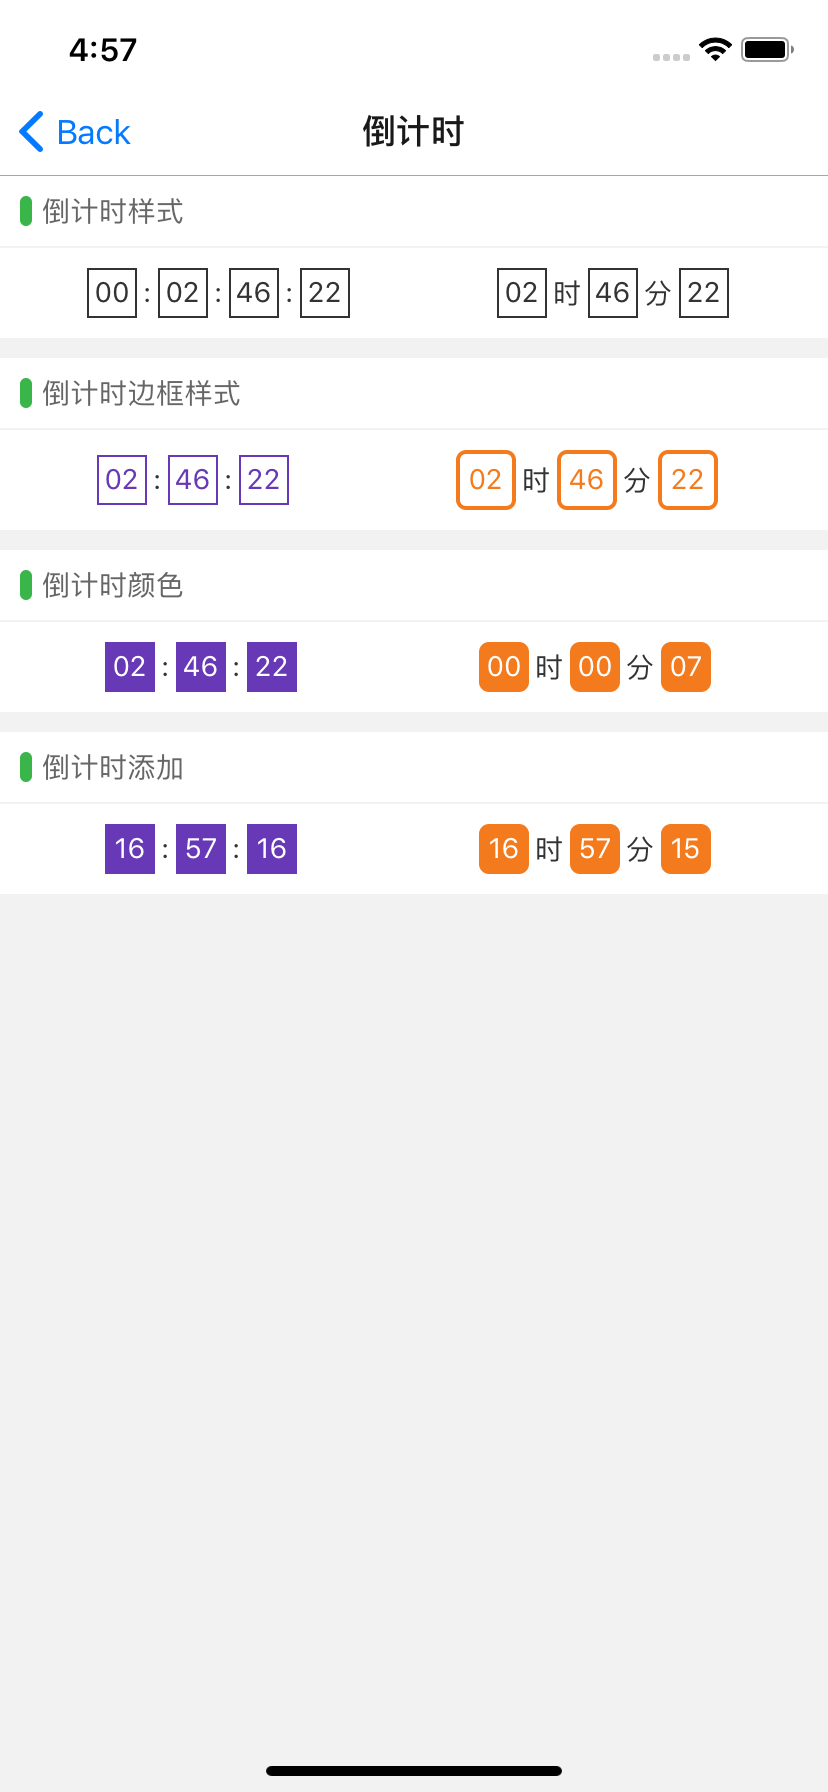 4:57
Back 倒计时
倒计时样式
00 : 02 : 46 : 22 02 时 46 分 22
倒计时边框样式
02 : 46 : 22 02 时 46 分 22
倒计时颜色
02 : 46 : 22 00 时 00 分 07
倒计时添加
16 : 57 : 16 16 时 57 分 15